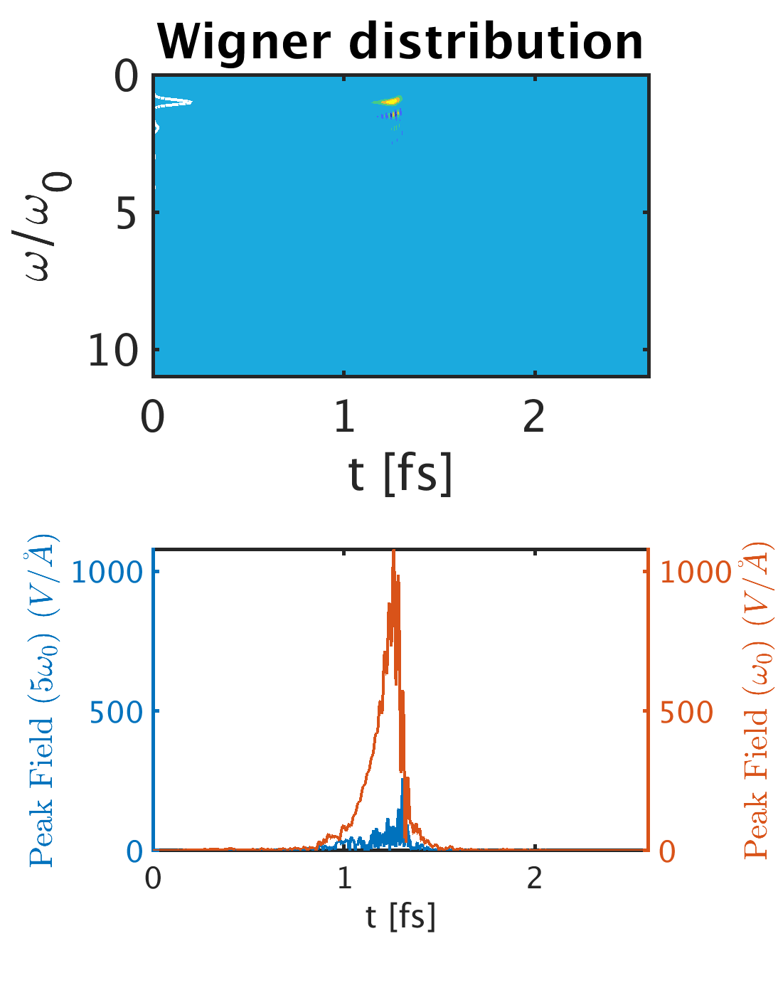 Wigner distribution
0
5
10
ω/ω₀
0 1 2
t [fs]
Peak Field (5ω₀) (V/Å)
1000
500
0
1000
500
0
Peak Field (ω₀) (V/Å)
0 1 2
t [fs]